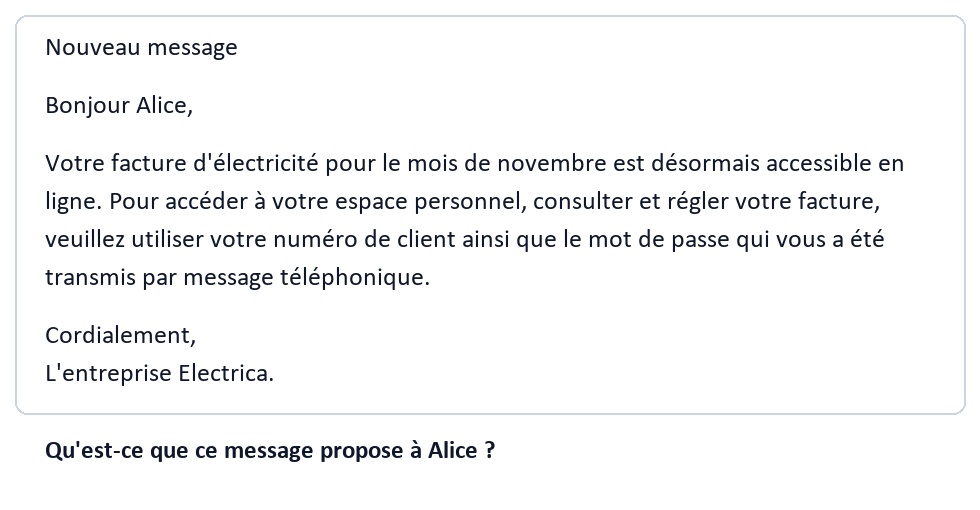 Nouveau message
Bonjour Alice,
Votre facture d'électricité pour le mois de novembre est désormais accessible en
ligne. Pour accéder à votre espace personnel, consulter et régler votre facture,
veuillez utiliser votre numéro de client ainsi que le mot de passe qui vous a été
transmis par message téléphonique.
Cordialement,
L'entreprise Electrica.
Qu'est-ce que ce message propose à Alice ?